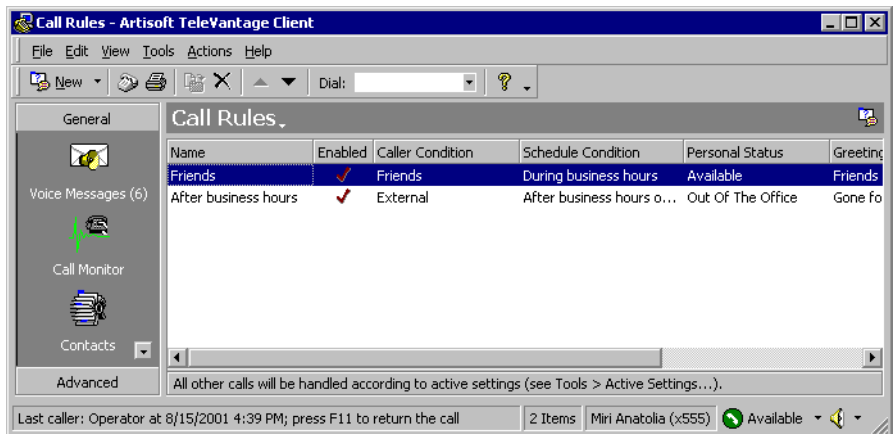 Call Rules - Artisoft TeleVantage Client
File Edit View Tools Actions Help
New Dial:
General
Call Rules
Name Enabled Caller Condition Schedule Condition Personal Status Greeting
Friends Friends During business hours Available Friends
After business hours External After business hours o... Out Of The Office Gone fo
Voice Messages (6)
Call Monitor
Contacts
Advanced
All other calls will be handled according to active settings (see Tools > Active Settings...).
Last caller: Operator at 8/15/2001 4:39 PM; press F11 to return the call 2 Items Miri Anatolia (x555) Available